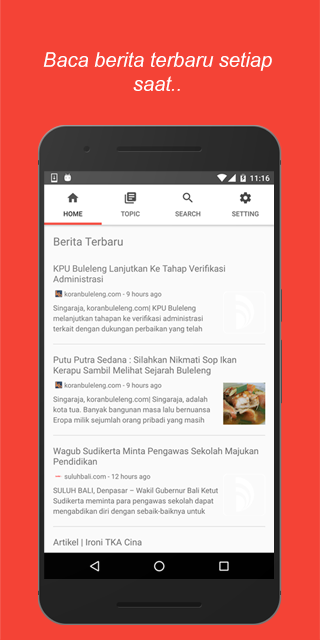 Baca berita terbaru setiap
saat..
11:16
HOME
TOPIC
SEARCH
SETTING
Berita Terbaru
KPU Buleleng Lanjutkan Ke Tahap Verifikasi
Administrasi
koranbuleleng.com - 9 hours ago
Singaraja, koranbuleleng.com| KPU Buleleng
melanjutkan tahapan ke verifikasi administrasi
terkait dengan dukungan perbaikan yang telah
Putu Putra Sedana : Silahkan Nikmati Sop Ikan
Kerapu Sambil Melihat Sejarah Buleleng
koranbuleleng.com - 9 hours ago
Singaraja, koranbuleleng.com| Singaraja, adalah
kota tua. Banyak bangunan masa lalu bernuansa
Eropa milik sejumlah orang pribadi yang masih
Wagub Sudikerta Minta Pengawas Sekolah Majukan
Pendidikan
suluhbali.com - 12 hours ago
SULUH BALI, Denpasar – Wakil Gubernur Bali Ketut
Sudikerta meminta para pengawas sekolah dapat
mengabdikan diri dengan sebaik-baiknya untuk
Artikel | Ironi TKA Cina